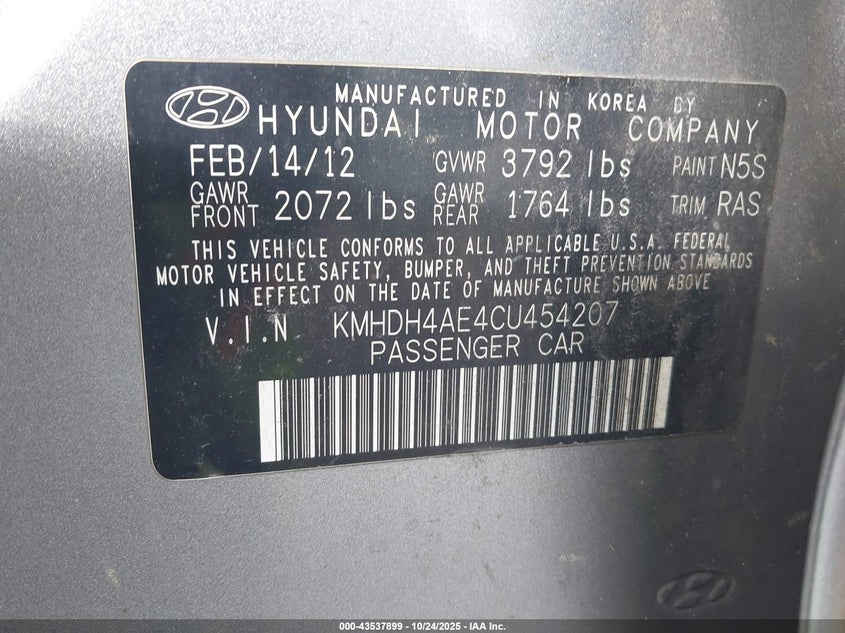 MANUFACTURED IN KOREA BY
HYUNDAI MOTOR COMPANY
FEB/14/12 GVWR 3792 lbs PAINT N5S
GAWR FRONT 2072 lbs GAWR REAR 1764 lbs TRIM RAS
THIS VEHICLE CONFORMS TO ALL APPLICABLE U.S.A. FEDERAL
MOTOR VEHICLE SAFETY, BUMPER, AND THEFT PREVENTION STANDARDS
IN EFFECT ON THE DATE OF MANUFACTURE SHOWN ABOVE
V.I.N KMHDH4AE4CU454207
PASSENGER CAR
000-43537899 - 10/24/2025 - IAA Inc.